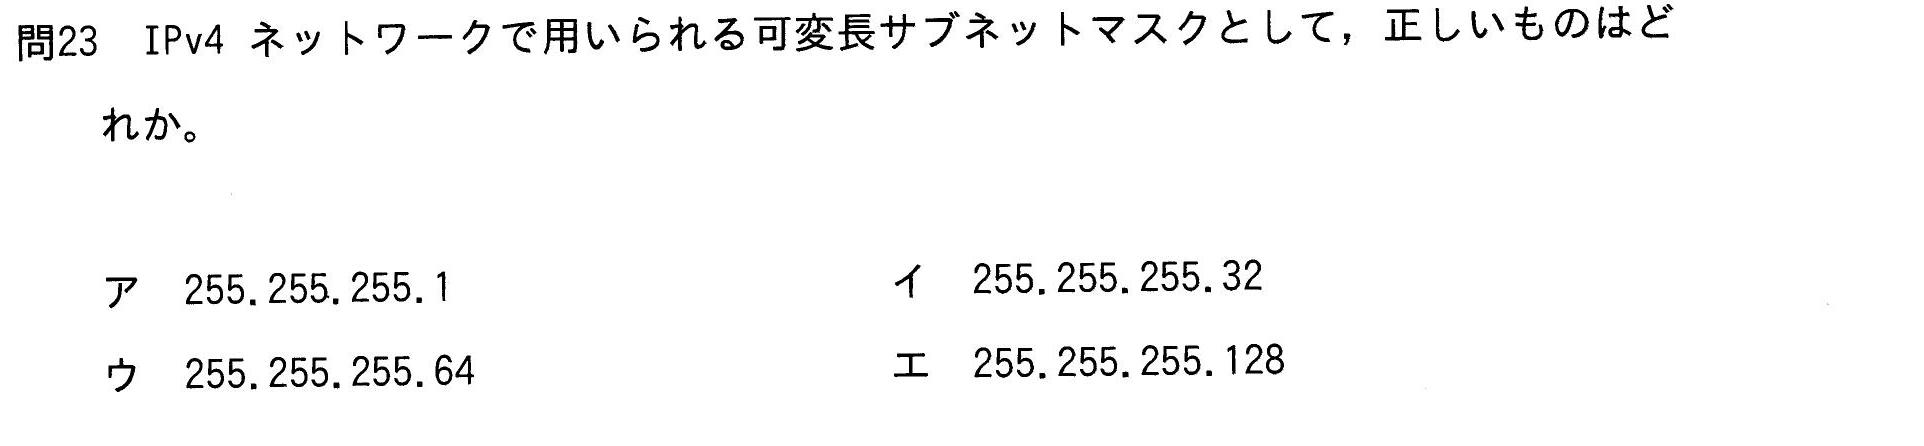 問23　IPv4 ネットワークで用いられる可変長サブネットマスクとして，正しいものはど
れか。
ア　255.255.255.1　イ　255.255.255.32
ウ　255.255.255.64　エ　255.255.255.128